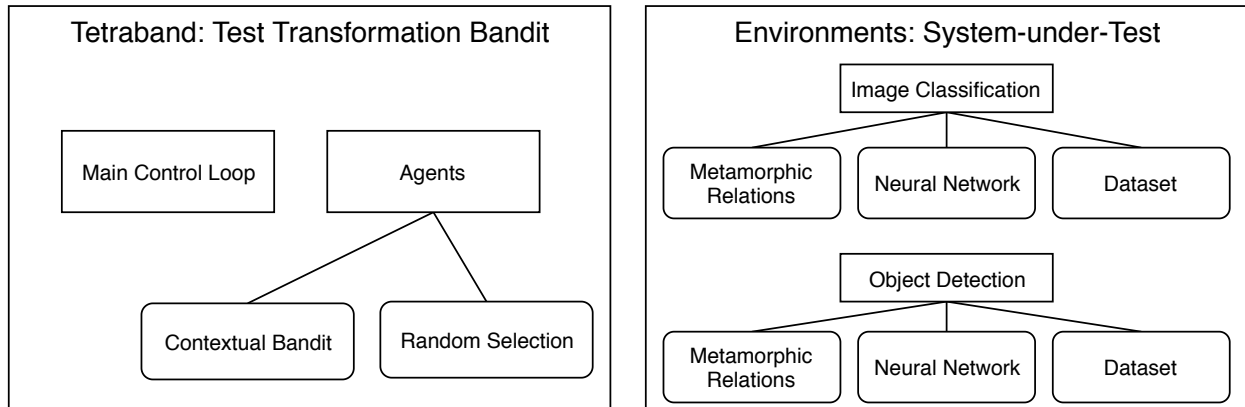 Tetraband: Test Transformation Bandit
Main Control Loop
Agents
Contextual Bandit
Random Selection
Environments: System-under-Test
Image Classification
Metamorphic
Relations
Neural Network
Dataset
Object Detection
Metamorphic
Relations
Neural Network
Dataset